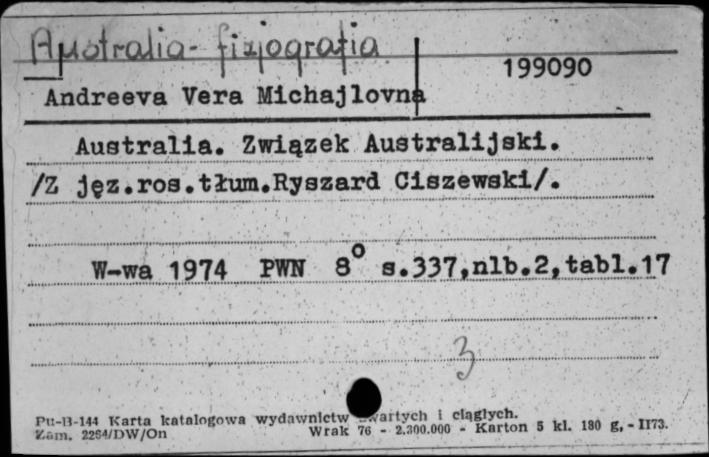 Australia - fizjografia
199090
Andreeva Vera Michajlovna
Australia. Związek Australijski.
/Z jęz.ros.tłum.Ryszard Ciszewski/.
W-wa 1974 PWN 8° s.337,nlb.2,tabl.17
3
Pu-B-144 Karta katalogowa wydawnictw zwartych i ciągłych.
Zam. 2284/DW/On Wrak 76 - 2.300.000 - Karton 5 kl. 180 g, - II73.